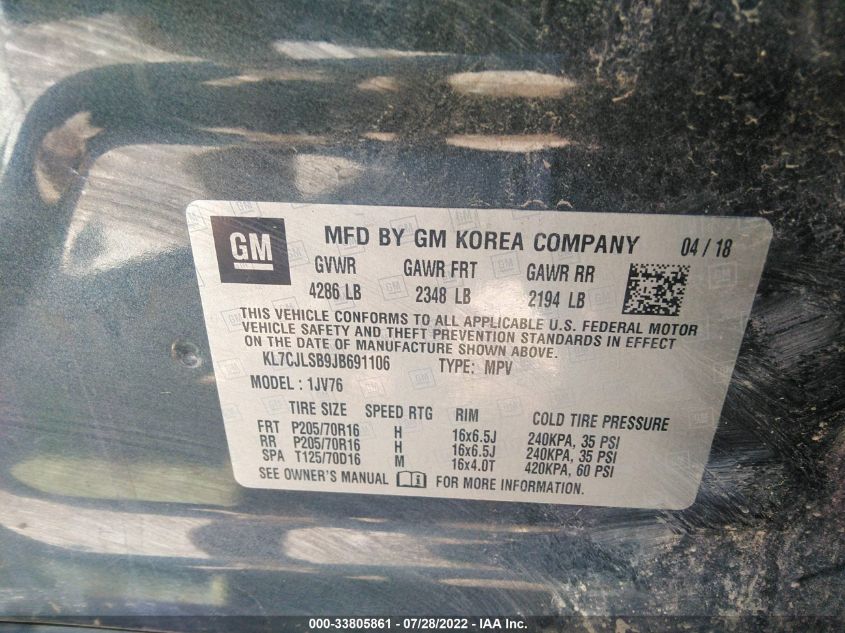 GM
MFD BY GM KOREA COMPANY 04 / 18
GVWR GAWR FRT GAWR RR
4286 LB 2348 LB 2194 LB
THIS VEHICLE CONFORMS TO ALL APPLICABLE U.S. FEDERAL MOTOR
VEHICLE SAFETY AND THEFT PREVENTION STANDARDS IN EFFECT
ON THE DATE OF MANUFACTURE SHOWN ABOVE.
KL7CJLSB9JB691106 TYPE: MPV
MODEL : 1JV76
TIRE SIZE SPEED RTG RIM COLD TIRE PRESSURE
FRT P205/70R16 H 16x6.5J 240KPA, 35 PSI
RR P205/70R16 H 16x6.5J 240KPA, 35 PSI
SPA T125/70D16 M 16x4.0T 420KPA, 60 PSI
SEE OWNER'S MANUAL FOR MORE INFORMATION.
000-33805861 / 07/28/2022 - IAA Inc.